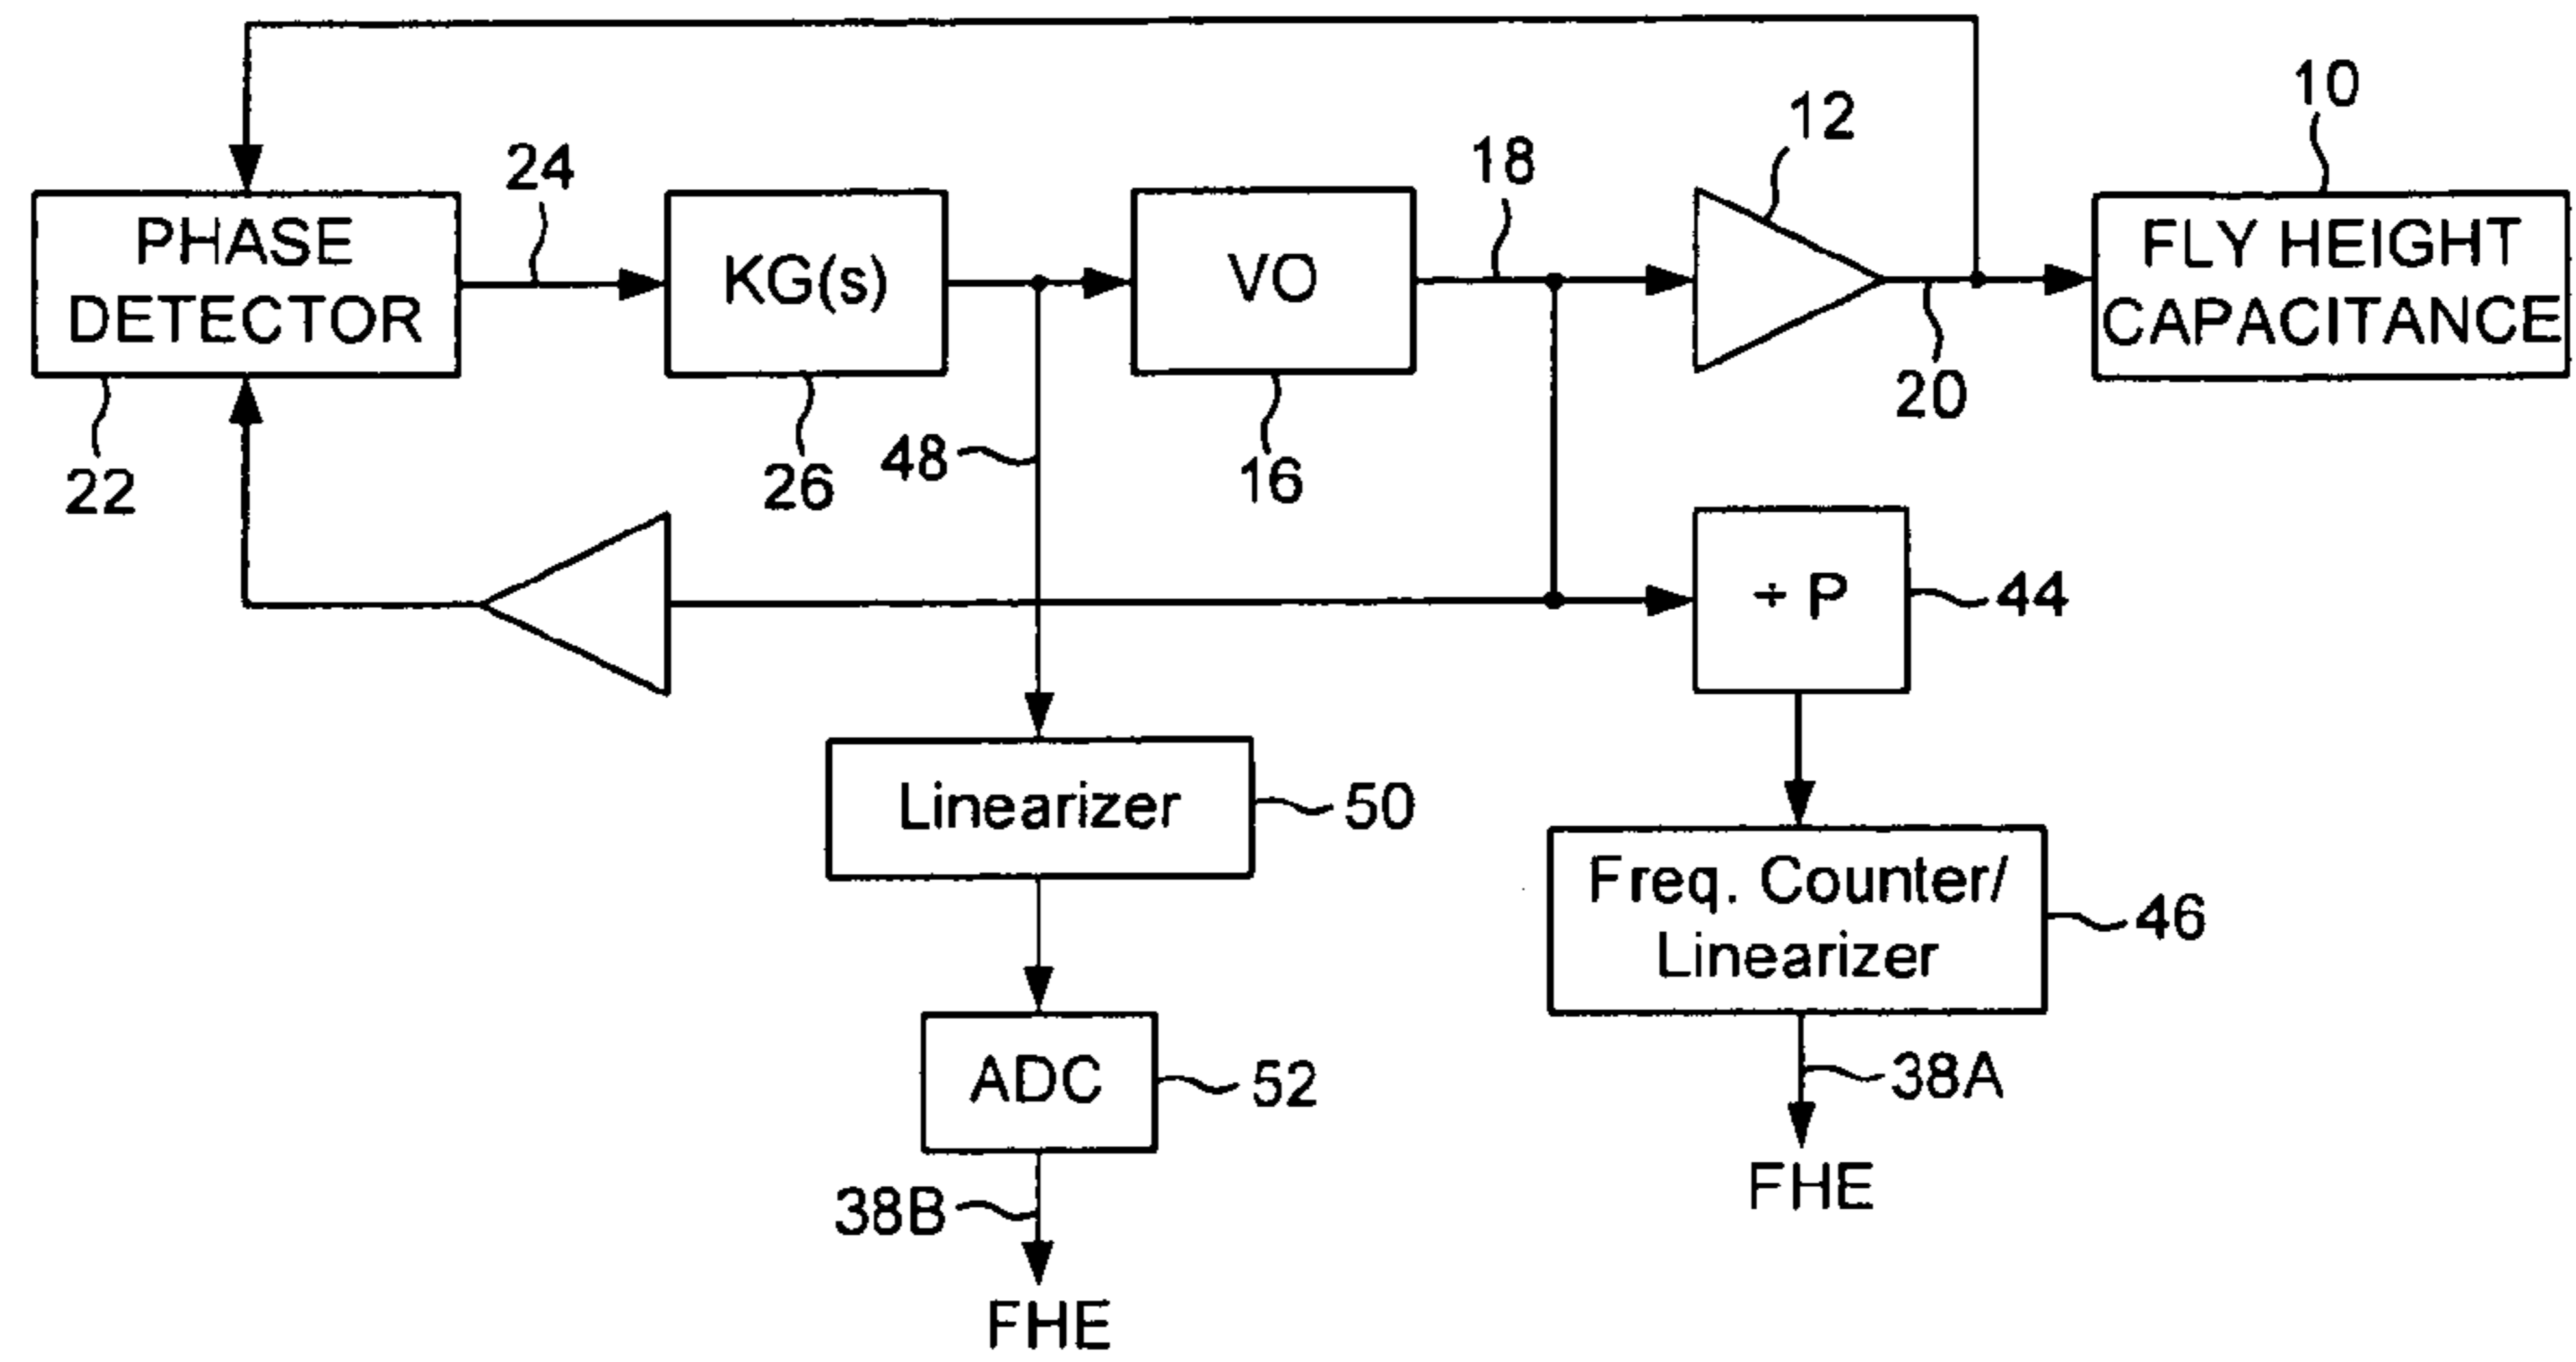 10
12
18
24
PHASE
DETECTOR
KG(s)
VO
FLY HEIGHT
CAPACITANCE
20
48
22
26
16
÷ P
44
Linearizer
50
Freq. Counter/
Linearizer
46
ADC
52
38A
38B
FHE
FHE